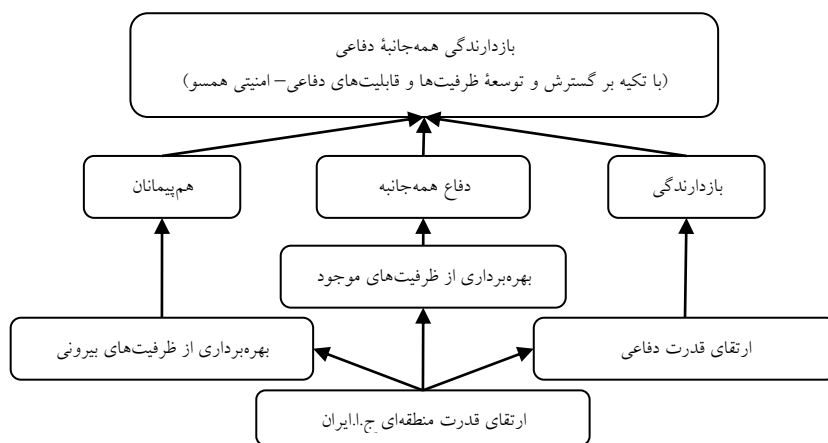 بازدارندگی همه‌جانبهٔ دفاعی
(با تکیه بر گسترش و توسعهٔ ظرفیت‌ها و قابلیت‌های دفاعی– امنیتی همسو)
بازدارندگی
دفاع همه‌جانبه
هم‌پیمانان
بهره‌برداری از ظرفیت‌های موجود
ارتقای قدرت دفاعی
بهره‌برداری از ظرفیت‌های بیرونی
ارتقای قدرت منطقه‌ای ج.ا.ایران